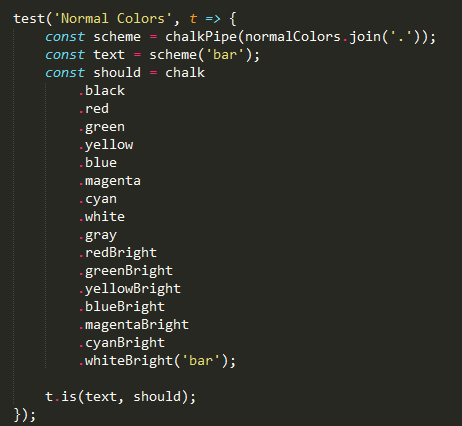 test('Normal Colors', t => {
    const scheme = chalkPipe(normalColors.join('.'));
    const text = scheme('bar');
    const should = chalk
        .black
        .red
        .green
        .yellow
        .blue
        .magenta
        .cyan
        .white
        .gray
        .redBright
        .greenBright
        .yellowBright
        .blueBright
        .magentaBright
        .cyanBright
        .whiteBright('bar');

    t.is(text, should);
});